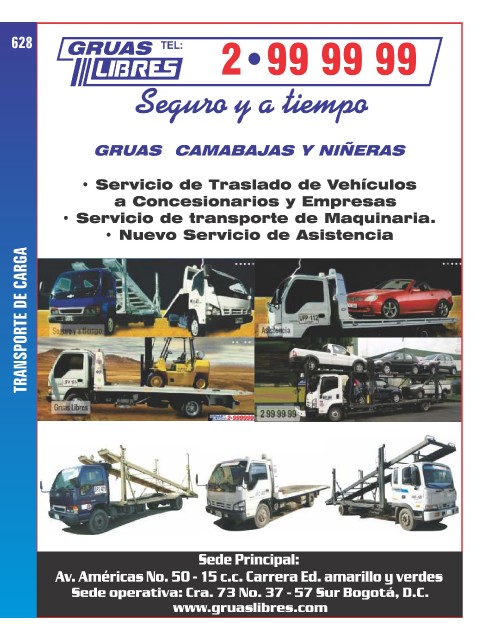 628
TRANSPORTE DE CARGA
GRUAS LIBRES
TEL:
2•99 99 99
Seguro y a tiempo
GRUAS CAMABAJAS Y NIÑERAS
• Servicio de Traslado de Vehículos
a Concesionarios y Empresas
• Servicio de transporte de Maquinaria.
• Nuevo Servicio de Asistencia
Seguro y a tiempo
Asistencia
Gruas Libres
2 99 99 99
Sede Principal:
Av. Américas No. 50 - 15 c.c. Carrera Ed. amarillo y verdes
Sede operativa: Cra. 73 No. 37 - 57 Sur Bogotá, D.C.
www.gruaslibres.com